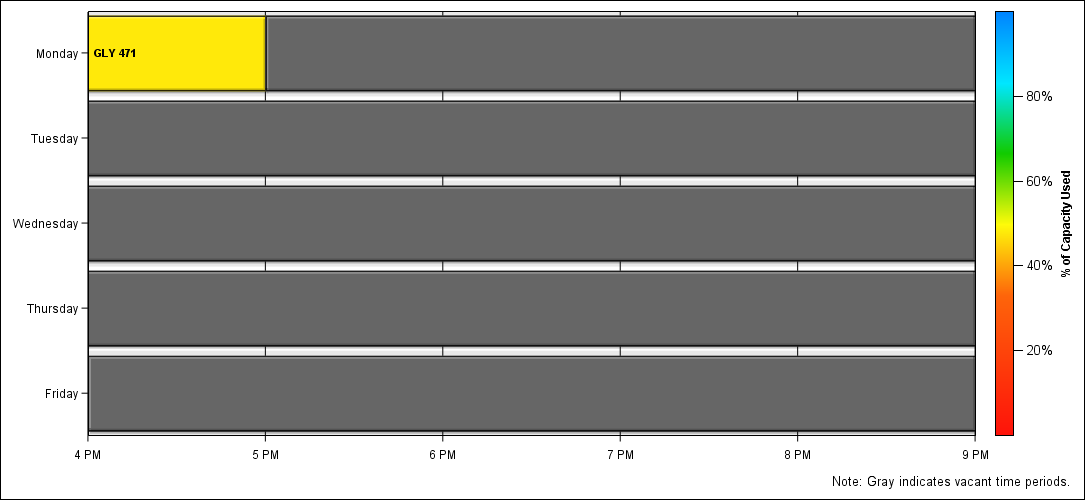 Monday
GLY 471
Tuesday
Wednesday
Thursday
Friday
4 PM 5 PM 6 PM 7 PM 8 PM 9 PM
80%
60%
40%
20%
% of Capacity Used
Note: Gray indicates vacant time periods.